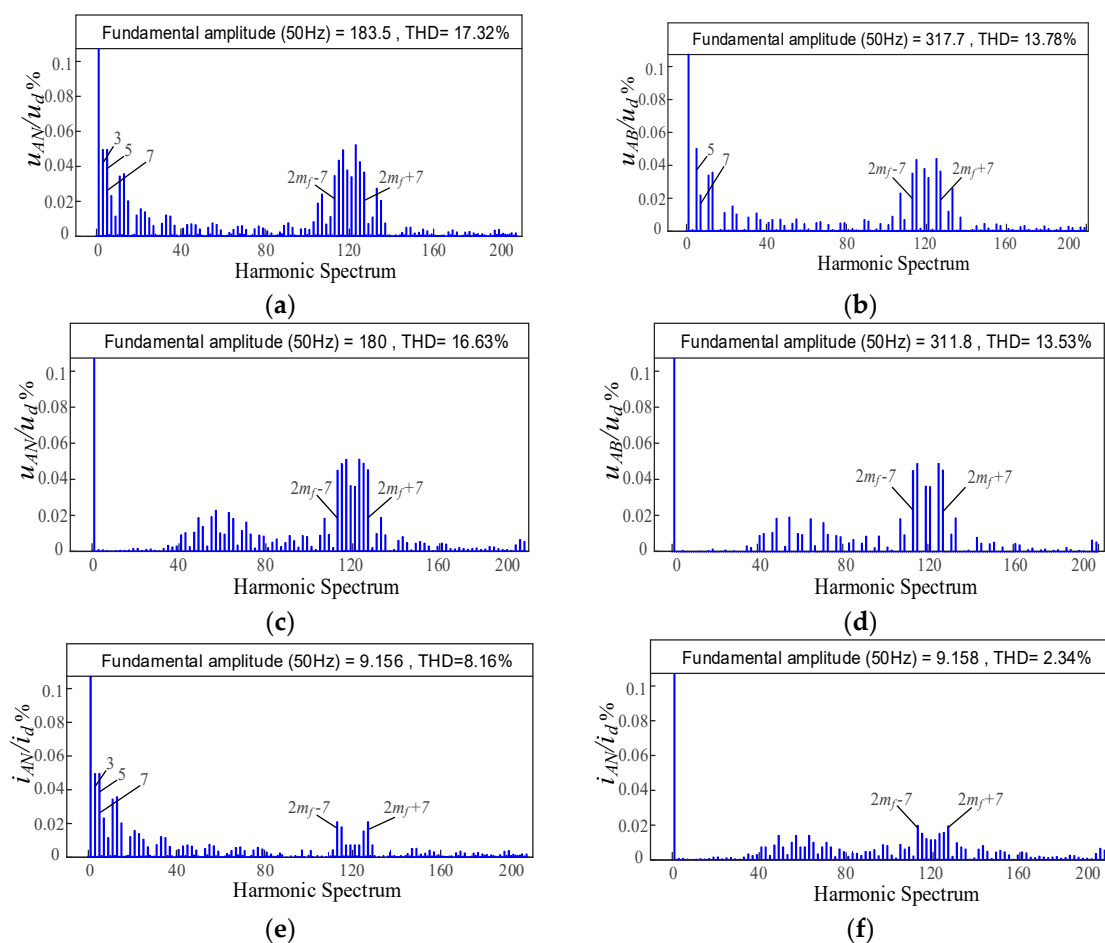 Fundamental amplitude (50Hz) = 183.5 , THD= 17.32%
u_AN/u_d %
0.1
0.08
0.06
0.04
0.02
0
3
5
7
2m_f-7
2m_f+7
0 40 80 120 160 200
Harmonic Spectrum
(a)
Fundamental amplitude (50Hz) = 317.7 , THD= 13.78%
u_AB/u_d %
0.1
0.08
0.06
0.04
0.02
0
5
7
2m_f-7
2m_f+7
0 40 80 120 160 200
Harmonic Spectrum
(b)
Fundamental amplitude (50Hz) = 180 , THD= 16.63%
u_AN/u_d %
0.1
0.08
0.06
0.04
0.02
0
2m_f-7
2m_f+7
0 40 80 120 160 200
Harmonic Spectrum
(c)
Fundamental amplitude (50Hz) = 311.8 , THD= 13.53%
u_AB/u_d %
0.1
0.08
0.06
0.04
0.02
0
2m_f-7
2m_f+7
0 40 80 120 160 200
Harmonic Spectrum
(d)
Fundamental amplitude (50Hz) = 9.156 , THD=8.16%
i_AN/i_d %
0.1
0.08
0.06
0.04
0.02
0
3
5
7
2m_f-7
2m_f+7
0 40 80 120 160 200
Harmonic Spectrum
(e)
Fundamental amplitude (50Hz) = 9.158 , THD= 2.34%
i_AN/i_d %
0.1
0.08
0.06
0.04
0.02
0
2m_f-7
2m_f+7
0 40 80 120 160 200
Harmonic Spectrum
(f)